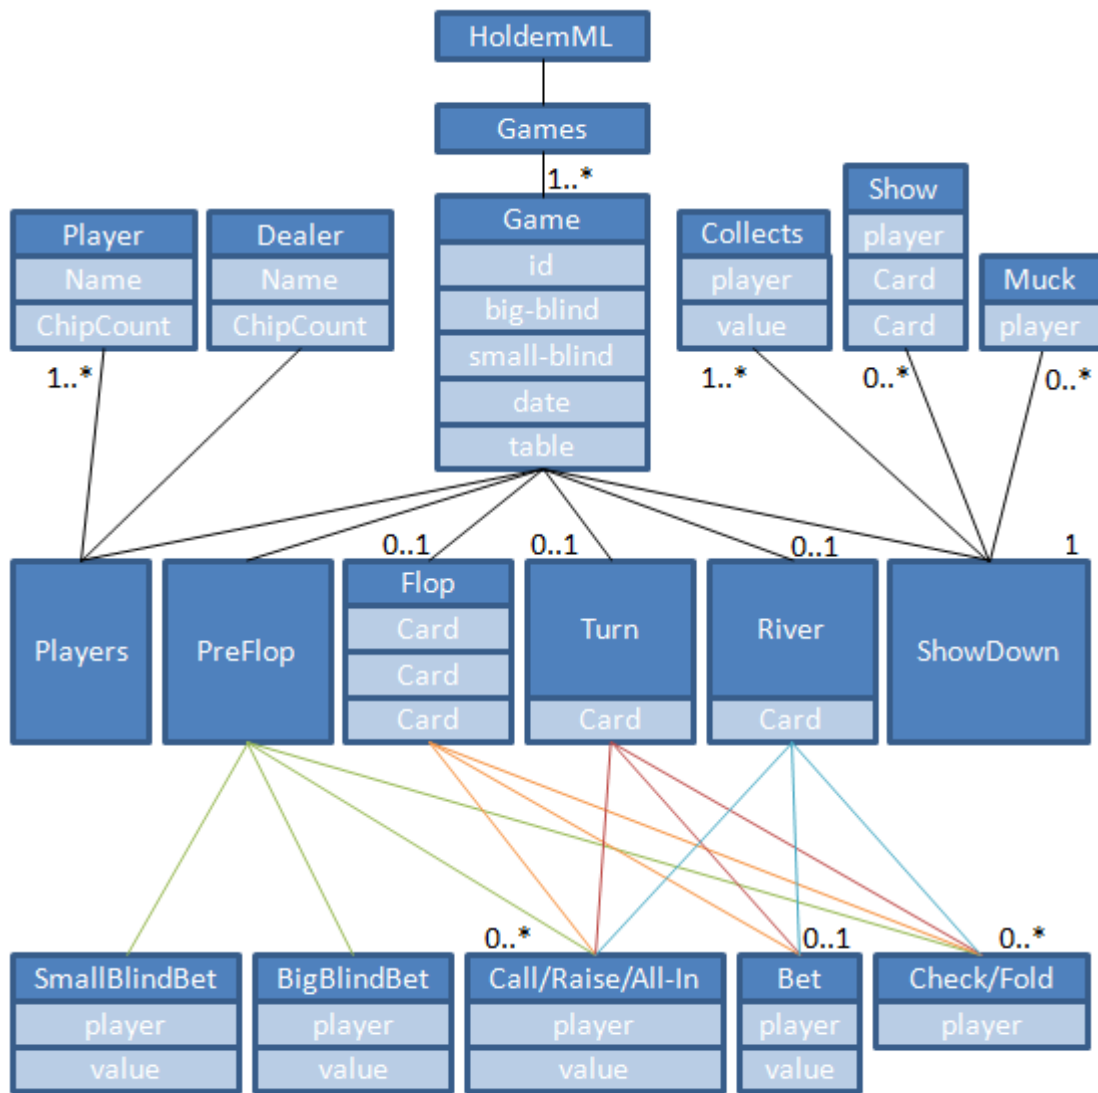 HoldemML
Games
1..*
Game
id
big-blind
small-blind
date
table
Player
Name
ChipCount
1..*
Dealer
Name
ChipCount
Collects
player
value
1..*
Show
player
Card
Card
0..*
Muck
player
0..*
Players
PreFlop
0..1
Flop
Card
Card
Card
0..1
Turn
Card
0..1
River
Card
1
ShowDown
SmallBlindBet
player
value
BigBlindBet
player
value
0..*
Call/Raise/All-In
player
value
0..1
Bet
player
value
0..*
Check/Fold
player